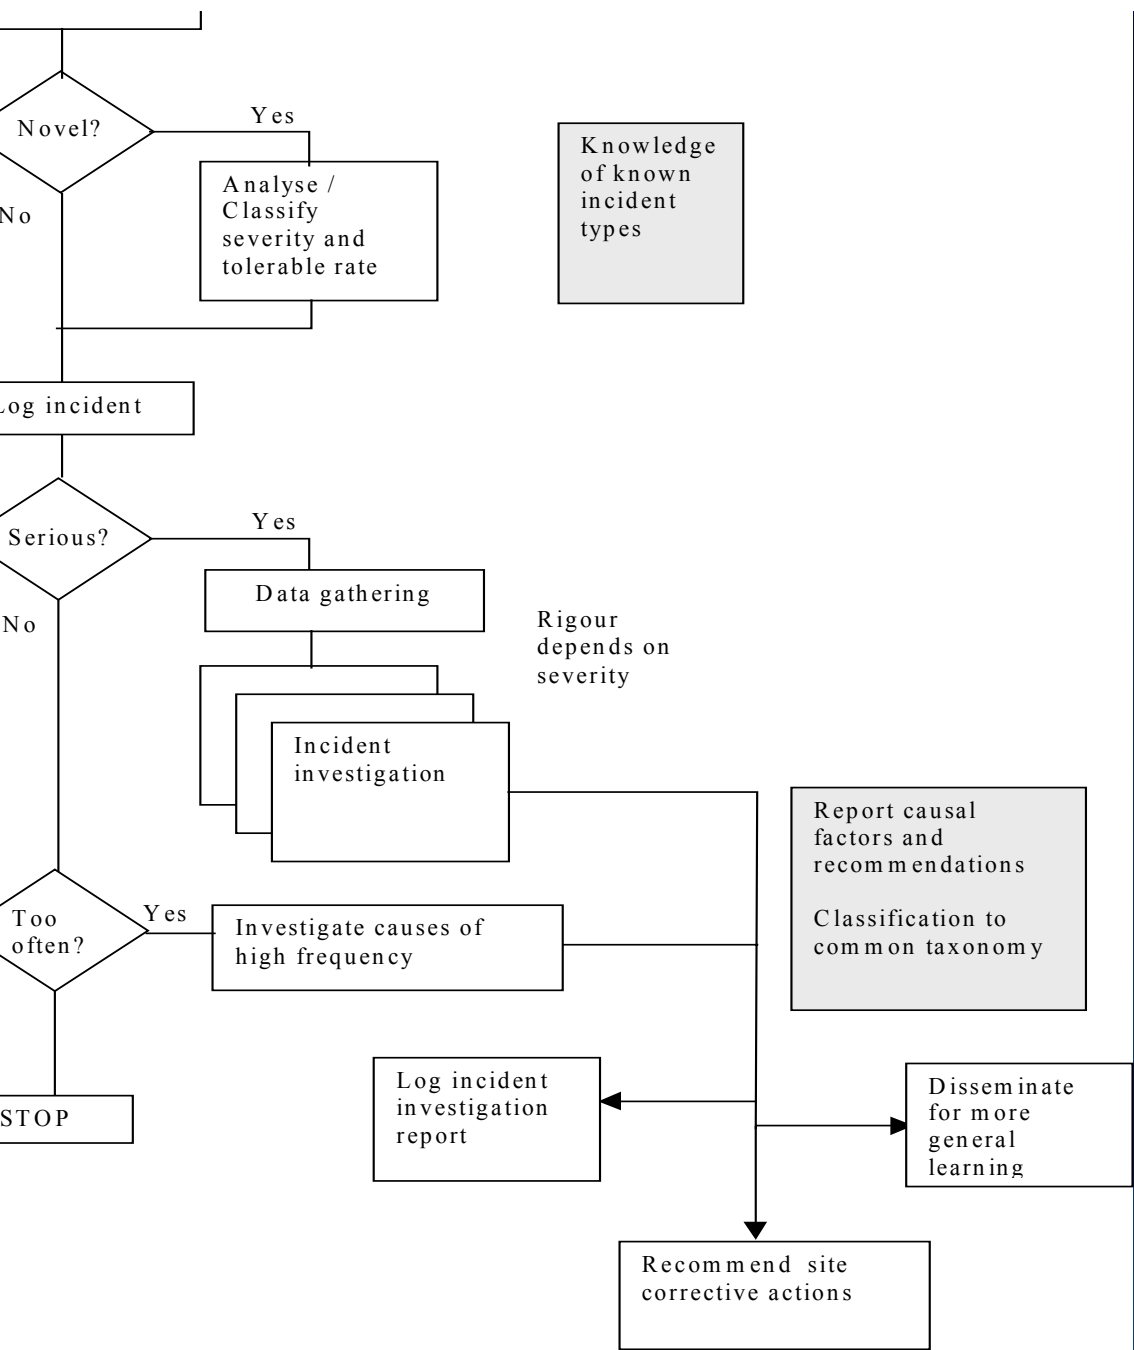 Yes
Novel?
Knowledge
of known
incident
types
Analyse /
Classify
severity and
tolerable rate
No
Log incident
Yes
Serious?
Data gathering
Rigour
depends on
severity
No
Incident
investigation
Report causal
factors and
recommendations
Classification to
common taxonomy
Too
often?
Yes
Investigate causes of
high frequency
Log incident
investigation
report
Disseminate
for more
general
learning
STOP
Recommend site
corrective actions